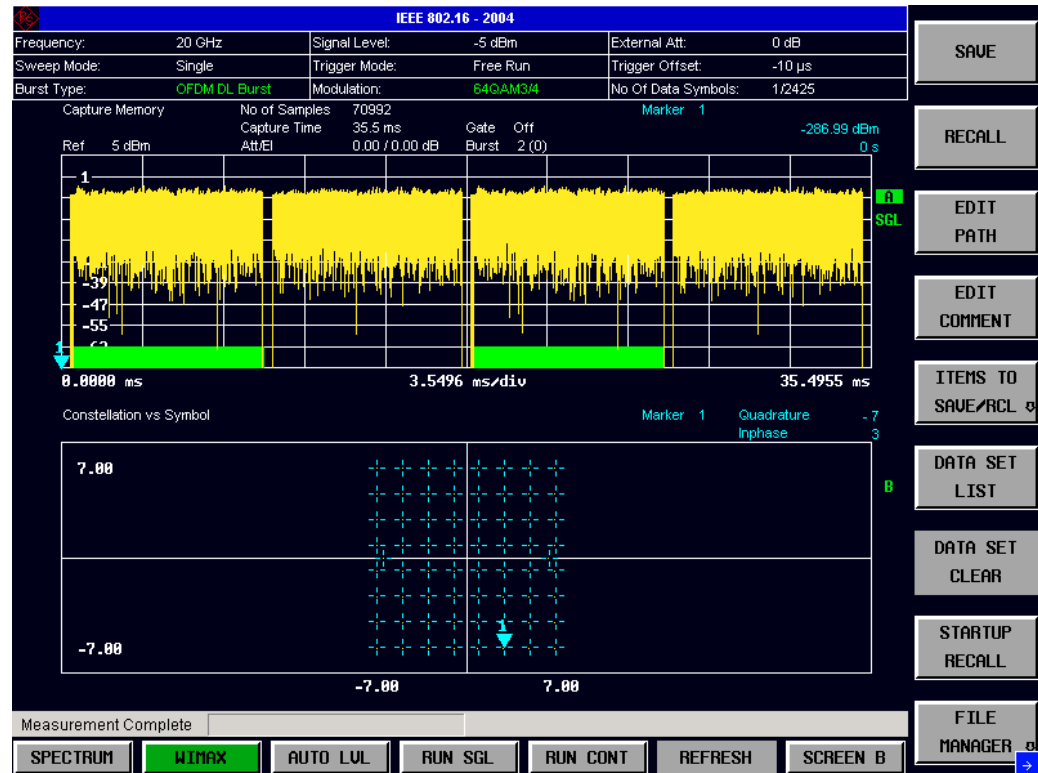 IEEE 802.16 - 2004
Frequency: 20 GHz Signal Level: -5 dBm External Att: 0 dB
Sweep Mode: Single Trigger Mode: Free Run Trigger Offset: -10 µs
Burst Type: OFDM DL Burst Modulation: 64QAM3/4 No Of Data Symbols: 1/2425
Capture Memory No of Samples 70992 Marker 1
Capture Time 35.5 ms Gate Off -286.99 dBm
Ref 5 dBm Att/El 0.00 / 0.00 dB Burst 2 (0) 0 s
1
A
SGL
-39
-47
-55
1
0.0000 ms 3.5496 ms/div 35.4955 ms
Constellation vs Symbol Marker 1 Quadrature - 7
Inphase 3
7.00
B
1
-7.00
-7.00 7.00
Measurement Complete
SPECTRUM WIMAX AUTO LVL RUN SGL RUN CONT REFRESH SCREEN B
SAVE
RECALL
EDIT
PATH
EDIT
COMMENT
ITEMS TO
SAVE/RCL
DATA SET
LIST
DATA SET
CLEAR
STARTUP
RECALL
FILE
MANAGER